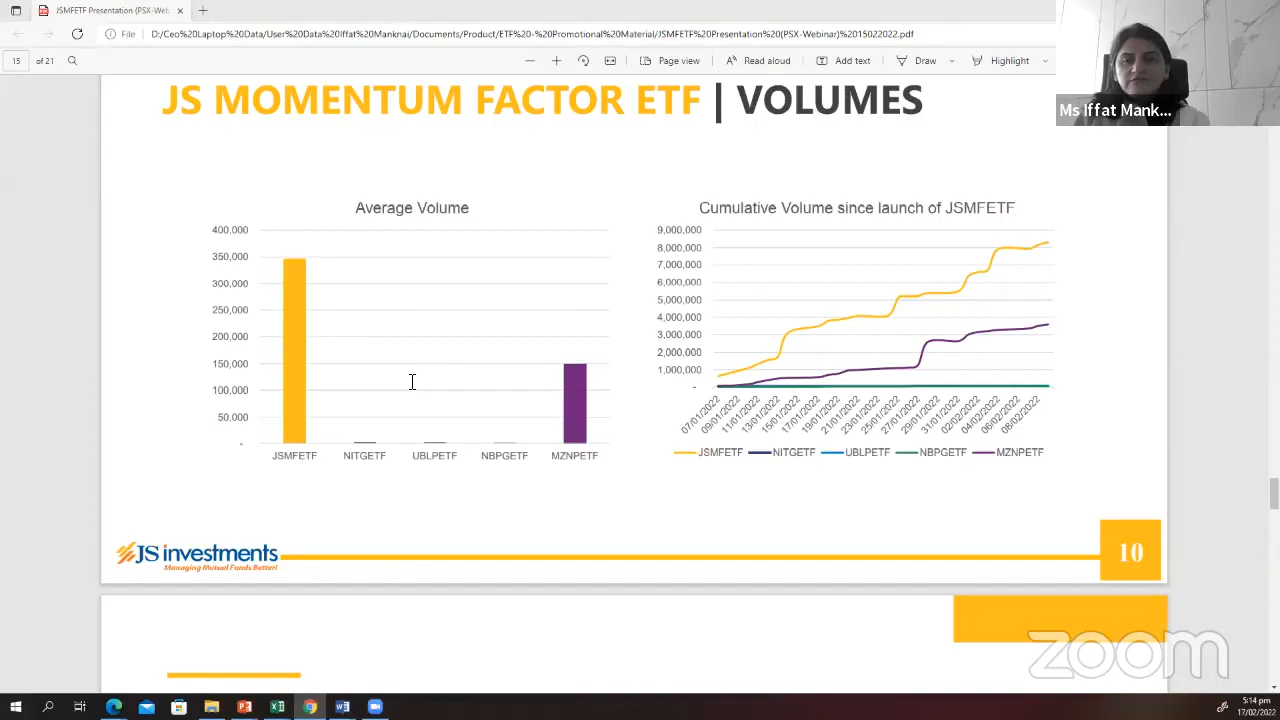 JSMFETF Presentation (PSX-Web
File
D:/Ceo%20Laptop%20Data/User%20Data%20Iffat%20Manknai/Documents/Product/ETF%20-%20Promotional%20Material/JSMFETF%20Presentation%20(PSX-Webinar)%2015022022.pdf
15 of 21
Page view
Read aloud
Add text
Draw
Highlight
Ms Iffat Mank...
JS MOMENTUM FACTOR ETF | VOLUMES
Average Volume
400,000
350,000
300,000
250,000
200,000
150,000
100,000
50,000
-
JSMFETF NITGETF UBLPETF NBPGETF MZNPETF
Cumulative Volume since launch of JSMFETF
9,000,000
8,000,000
7,000,000
6,000,000
5,000,000
4,000,000
3,000,000
2,000,000
1,000,000
-
07/01/2022
09/01/2022
11/01/2022
13/01/2022
15/01/2022
17/01/2022
19/01/2022
21/01/2022
23/01/2022
25/01/2022
27/01/2022
29/01/2022
31/01/2022
02/02/2022
04/02/2022
06/02/2022
08/02/2022
JSMFETF NITGETF UBLPETF NBPGETF MZNPETF
JS investments
Managing Mutual Funds Better!
10
zoom
5:14 pm
17/02/2022